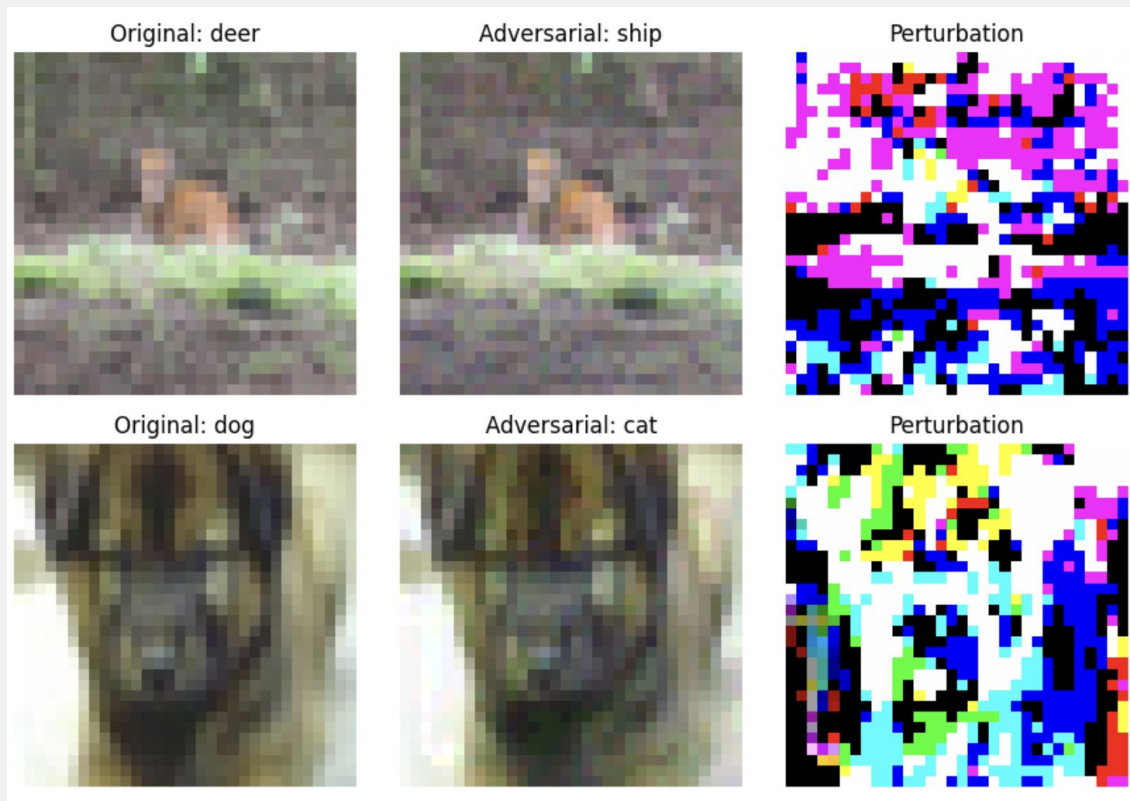 Original: deer
Adversarial: ship
Perturbation
Original: dog
Adversarial: cat
Perturbation